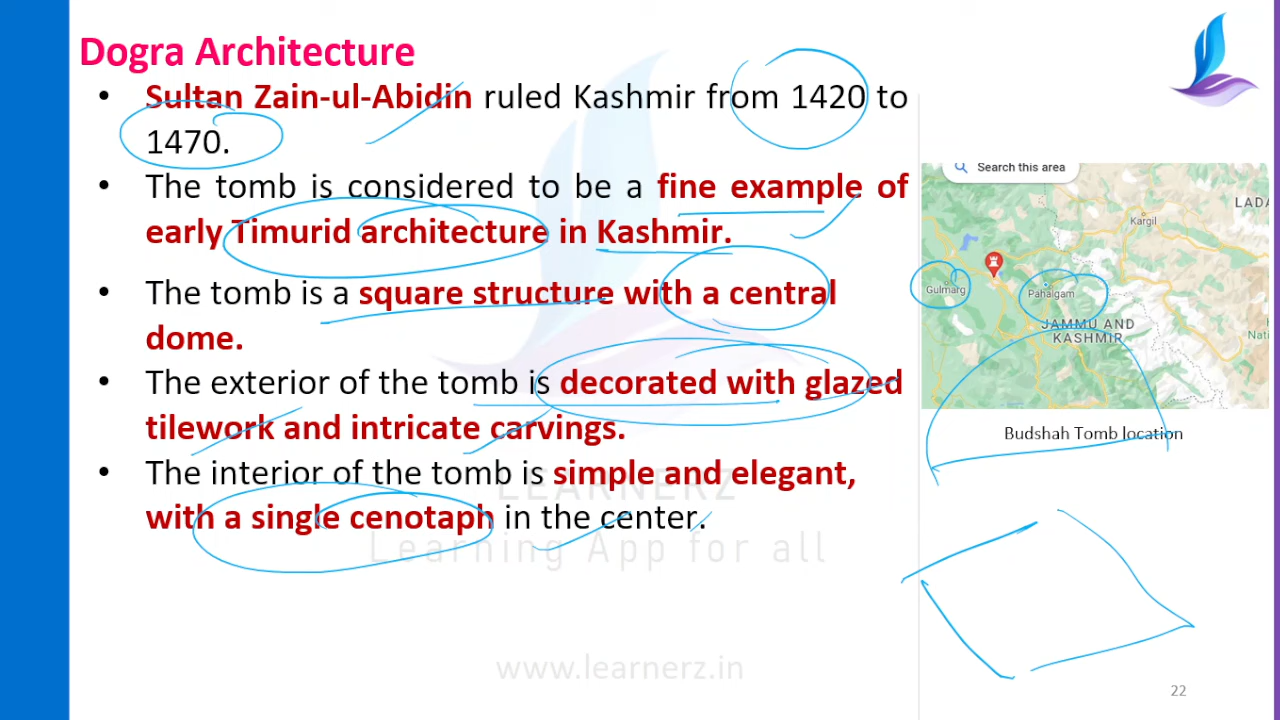 Dogra Architecture
• Sultan Zain-ul-Abidin ruled Kashmir from 1420 to
1470.
• The tomb is considered to be a fine example of
early Timurid architecture in Kashmir.
• The tomb is a square structure with a central
dome.
• The exterior of the tomb is decorated with glazed
tilework and intricate carvings.
• The interior of the tomb is simple and elegant,
with a single cenotaph in the center.
LEARNERZ
Learning App for all
www.learnerz.in
Search this area
Kargil
LADA
Gulmarg
Pahalgam
JAMMU AND
KASHMIR
Nati
Budshah Tomb location
22